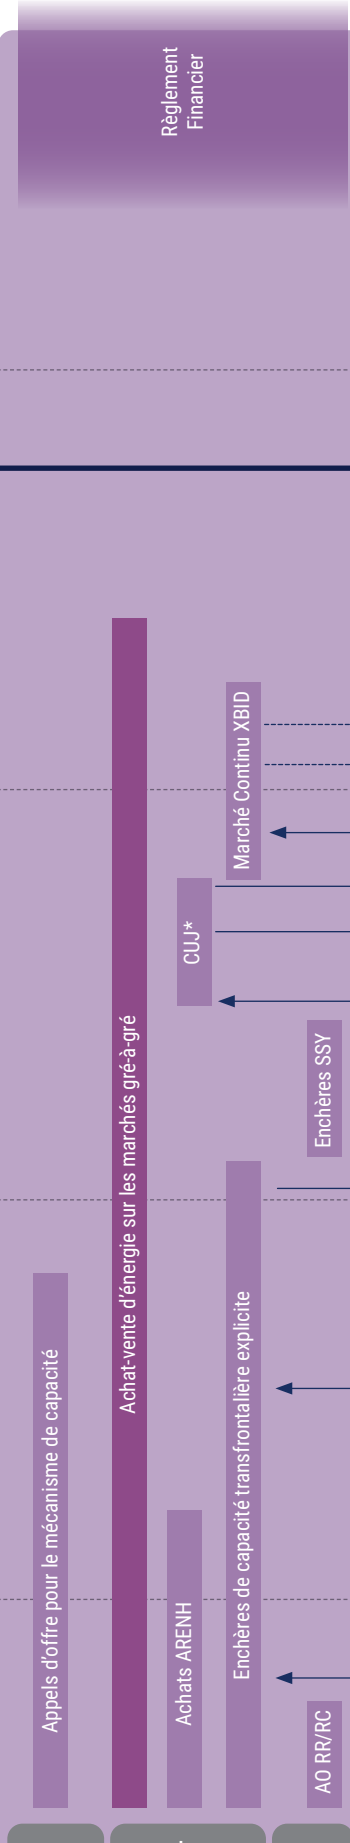 Règlement
Financier
Appels d'offre pour le mécanisme de capacité
Achat-vente d'énergie sur les marchés gré-à-gré
Achats ARENH
CUJ*
Enchères de capacité transfrontalière explicite
Marché Continu XBID
AO RR/RC
Enchères SSY